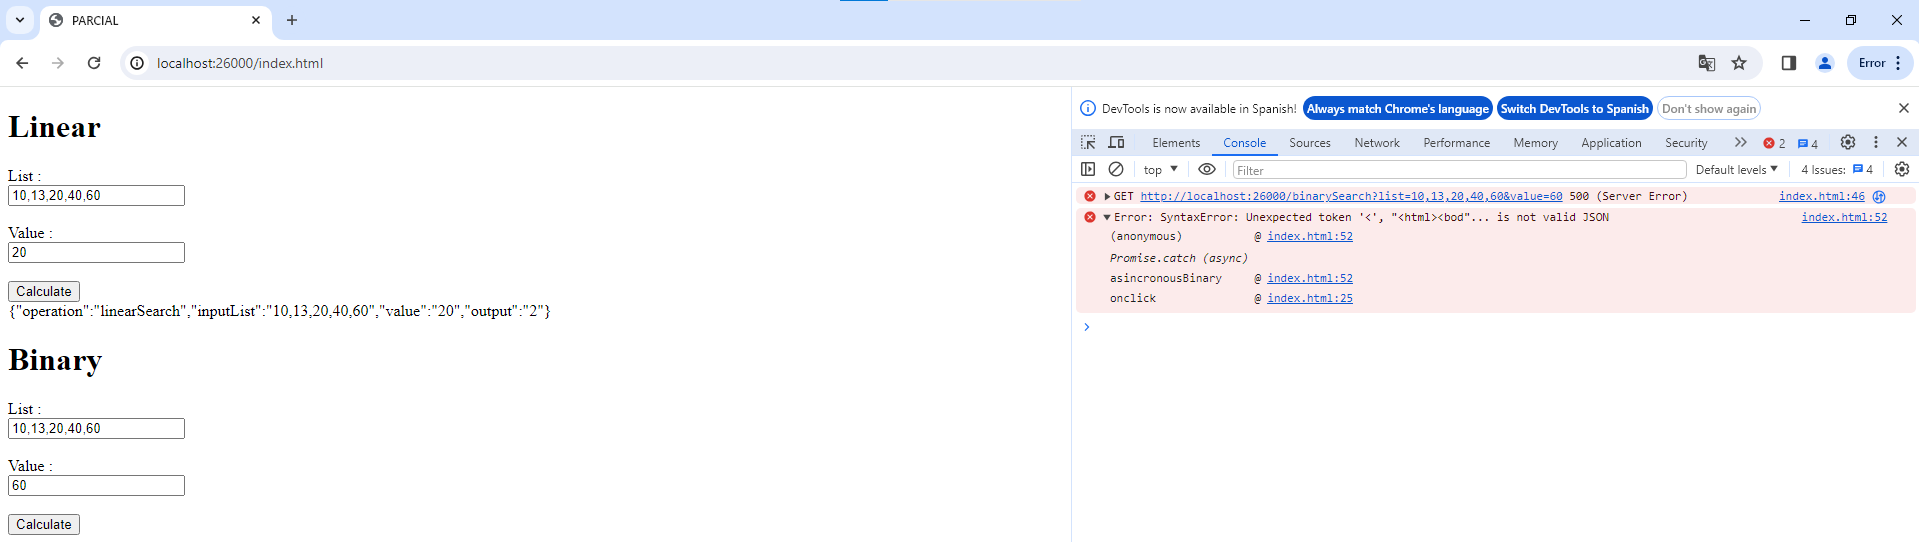 PARCIAL
localhost:26000/index.html
Error
Linear
List :
10,13,20,40,60
Value :
20
Calculate
{"operation":"linearSearch","inputList":"10,13,20,40,60","value":"20","output":"2"}
Binary
List :
10,13,20,40,60
Value :
60
Calculate
DevTools is now available in Spanish! Always match Chrome's language Switch DevTools to Spanish Don't show again
Elements Console Sources Network Performance Memory Application Security 2 4
top Filter Default levels 4 Issues: 4
GET http://localhost:26000/binarySearch?list=10,13,20,40,60&value=60 500 (Server Error) index.html:46
Error: SyntaxError: Unexpected token '<', "<html><bod"... is not valid JSON index.html:52
(anonymous) @ index.html:52
Promise.catch (async)
asincronousBinary @ index.html:52
onclick @ index.html:25